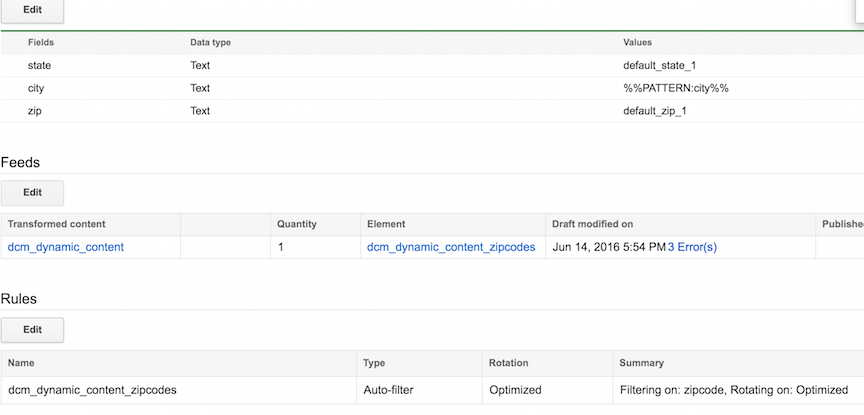 Edit
Fields Data type Values
state Text default_state_1
city Text %%PATTERN:city%%
zip Text default_zip_1
Feeds
Edit
Transformed content Quantity Element Draft modified on
dcm_dynamic_content 1 dcm_dynamic_content_zipcodes Jun 14, 2016 5:54 PM 3 Error(s)
Rules
Edit
Name Type Rotation Summary
dcm_dynamic_content_zipcodes Auto-filter Optimized Filtering on: zipcode, Rotating on: Optimized